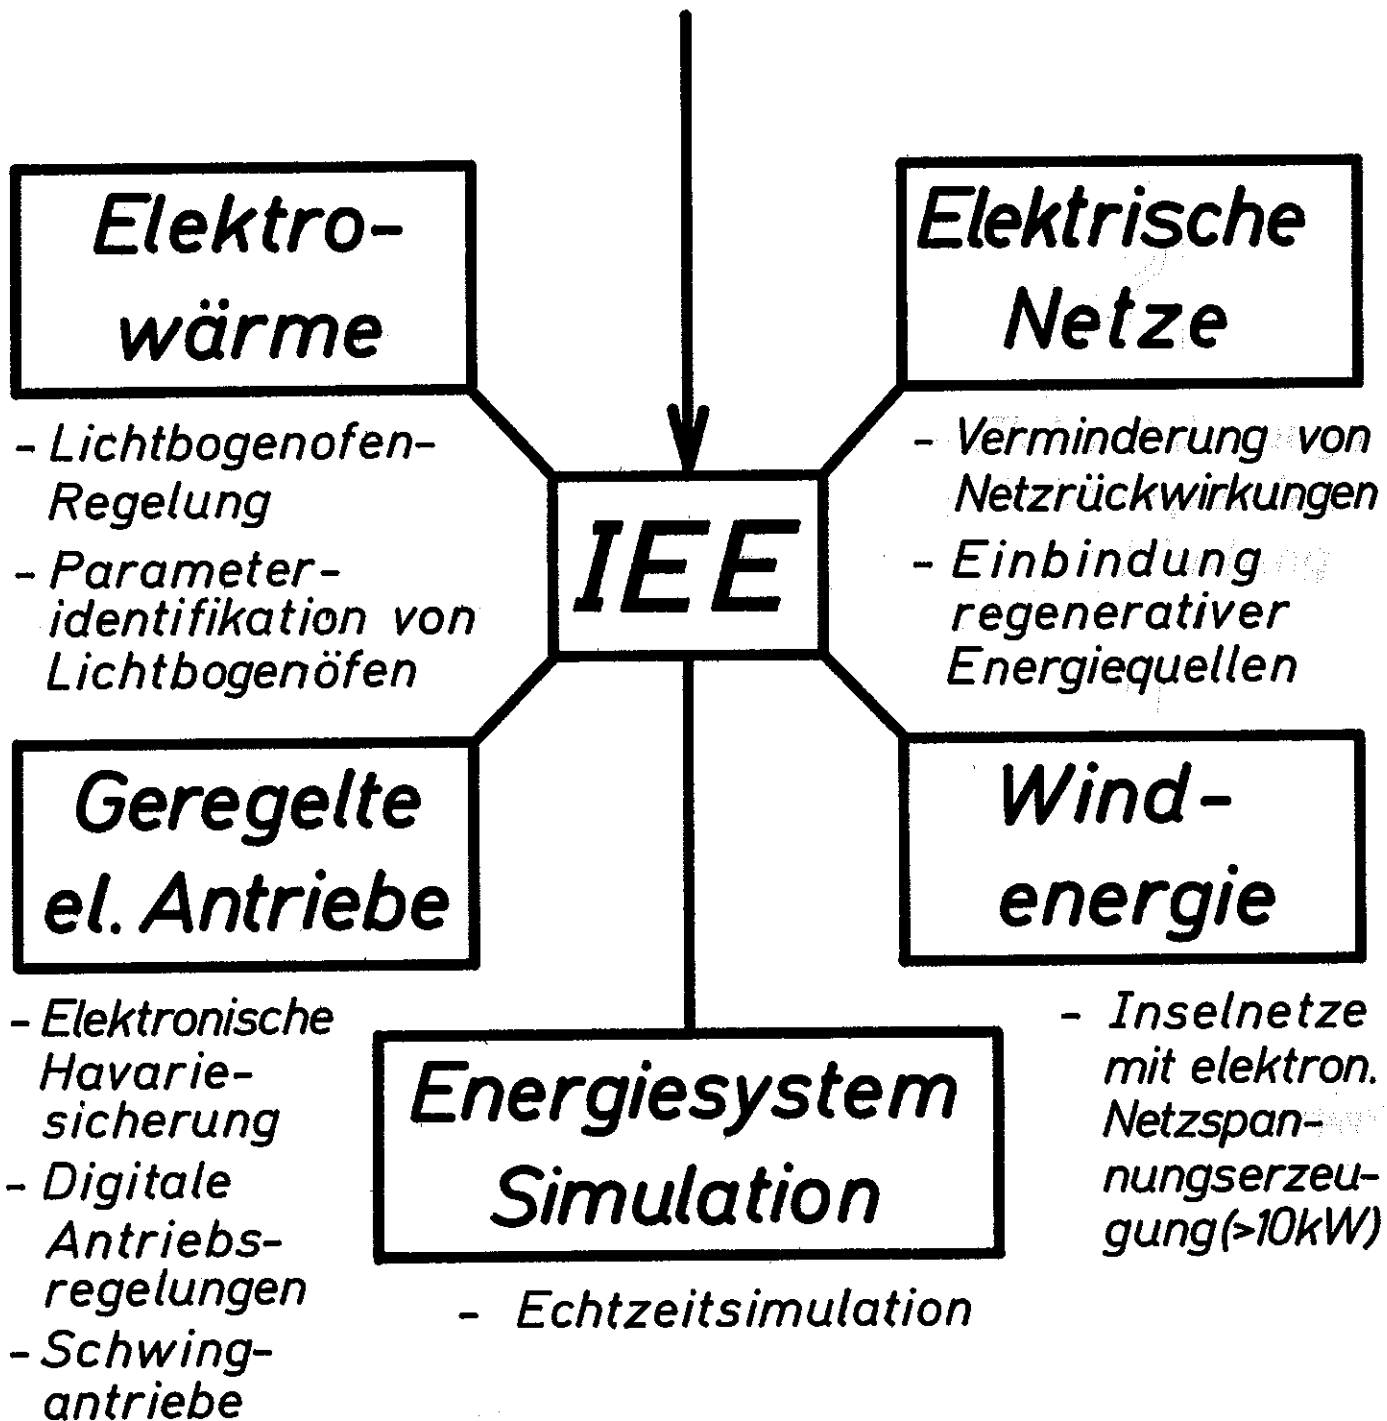 Elektro-
wärme
- Lichtbogenofen-
Regelung
- Parameter-
identifikation von
Lichtbogenöfen
Elektrische
Netze
- Verminderung von
Netzrückwirkungen
- Einbindung
regenerativer
Energiequellen
IEE
Geregelte
el. Antriebe
- Elektronische
Havarie-
sicherung
- Digitale
Antriebs-
regelungen
- Schwing-
antriebe
Wind-
energie
- Inselnetze
mit elektron.
Netzspan-
nungserzeu-
gung (>10kW)
Energiesystem
Simulation
- Echtzeitsimulation